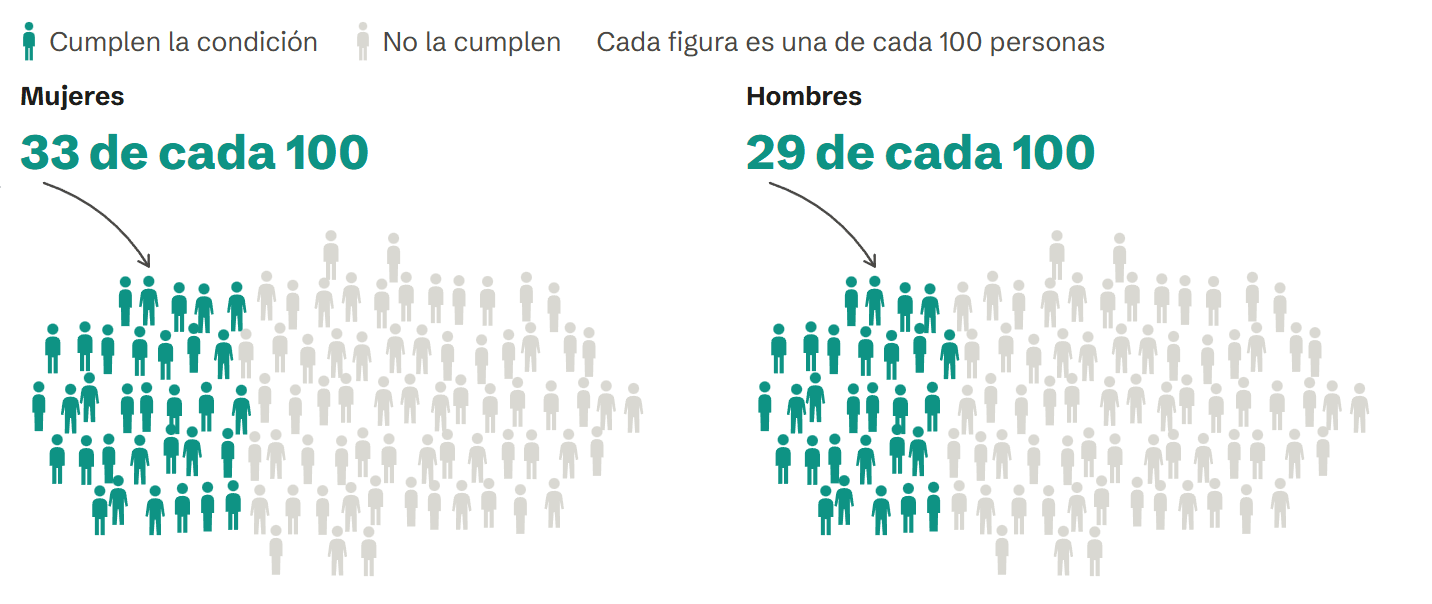 Cumplen la condición No la cumplen Cada figura es una de cada 100 personas
Mujeres
33 de cada 100
Hombres
29 de cada 100